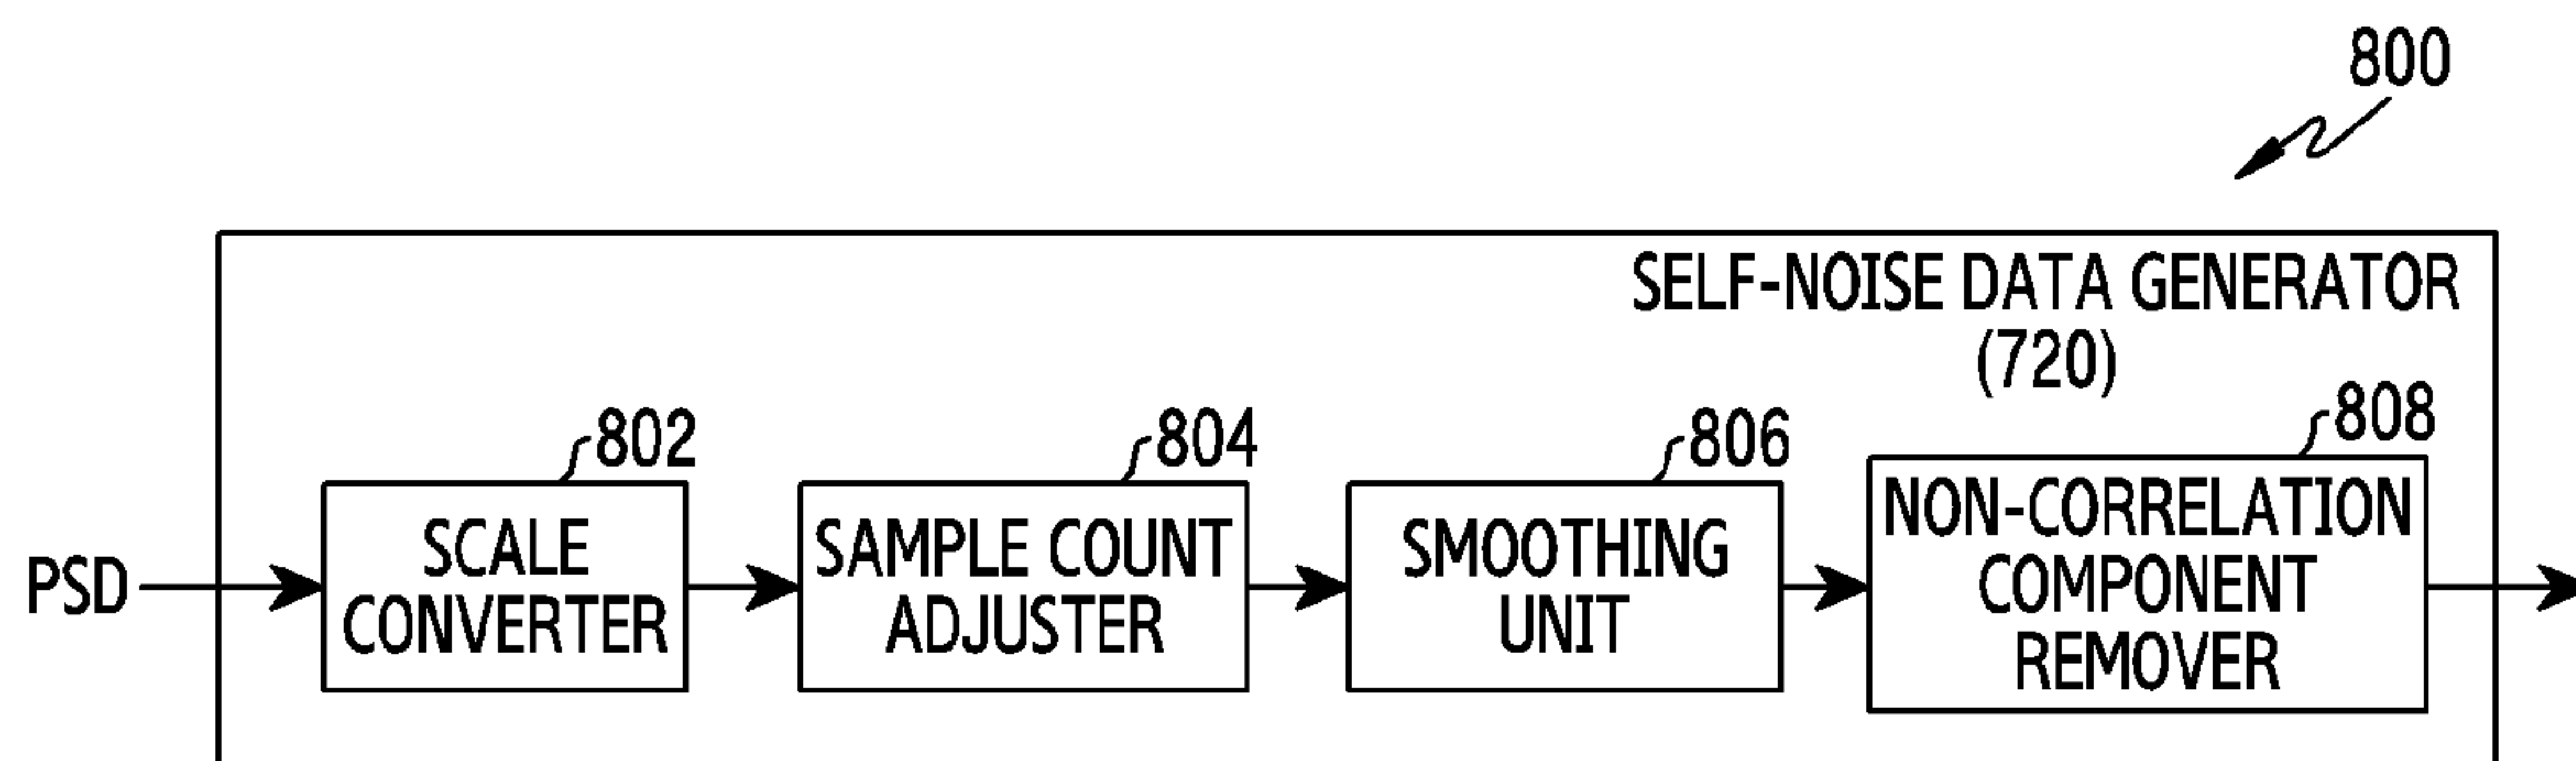 800
SELF-NOISE DATA GENERATOR
(720)
802
804
806
808
PSD
SCALE
CONVERTER
SAMPLE COUNT
ADJUSTER
SMOOTHING
UNIT
NON-CORRELATION
COMPONENT
REMOVER